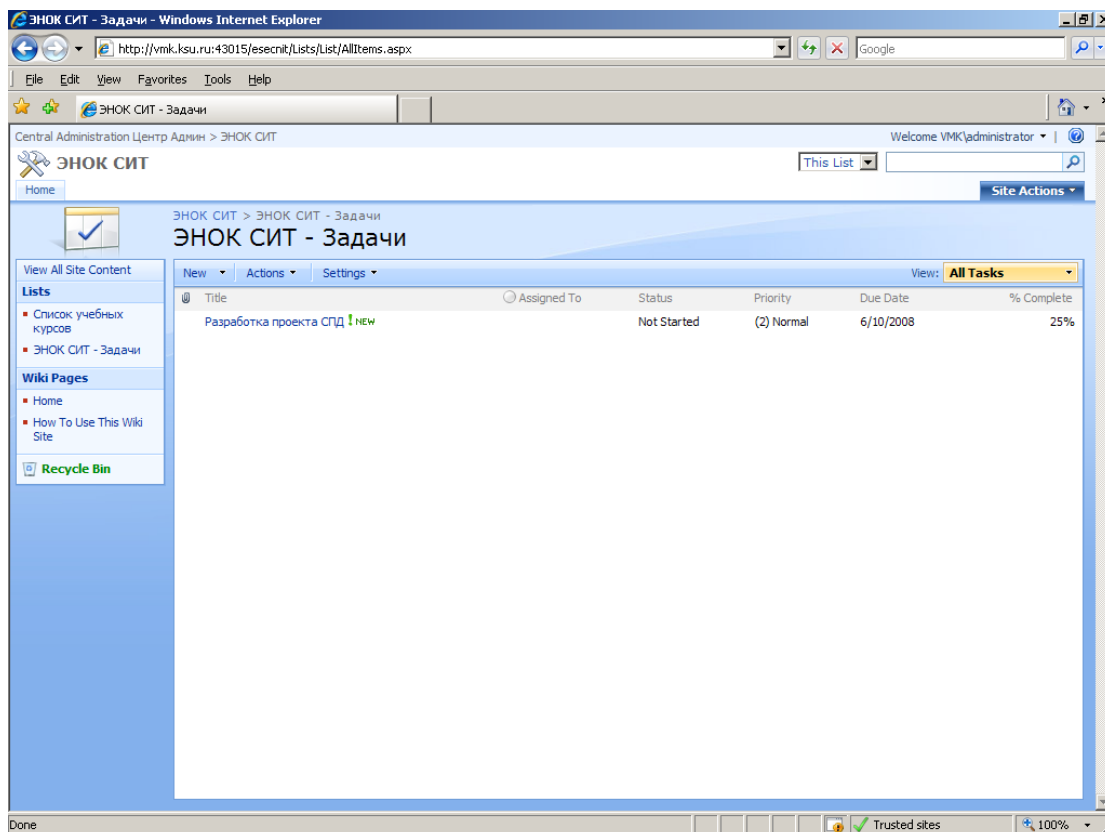 ЭНОК СИТ - Задачи - Windows Internet Explorer
http://vmk.ksu.ru:43015/esecnit/Lists/List/AllItems.aspx
Google
File Edit View Favorites Tools Help
ЭНОК СИТ - Задачи
Central Administration Центр Админ > ЭНОК СИТ
Welcome VMK\administrator
ЭНОК СИТ
This List
Home
Site Actions
ЭНОК СИТ > ЭНОК СИТ - Задачи
ЭНОК СИТ - Задачи
View All Site Content
New Actions Settings
View: All Tasks
Lists
Список учебных
курсов
ЭНОК СИТ - Задачи
Wiki Pages
Home
How To Use This Wiki
Site
Recycle Bin
Title Assigned To Status Priority Due Date % Complete
Разработка проекта СПД ! NEW Not Started (2) Normal 6/10/2008 25%
Done
Trusted sites
100%